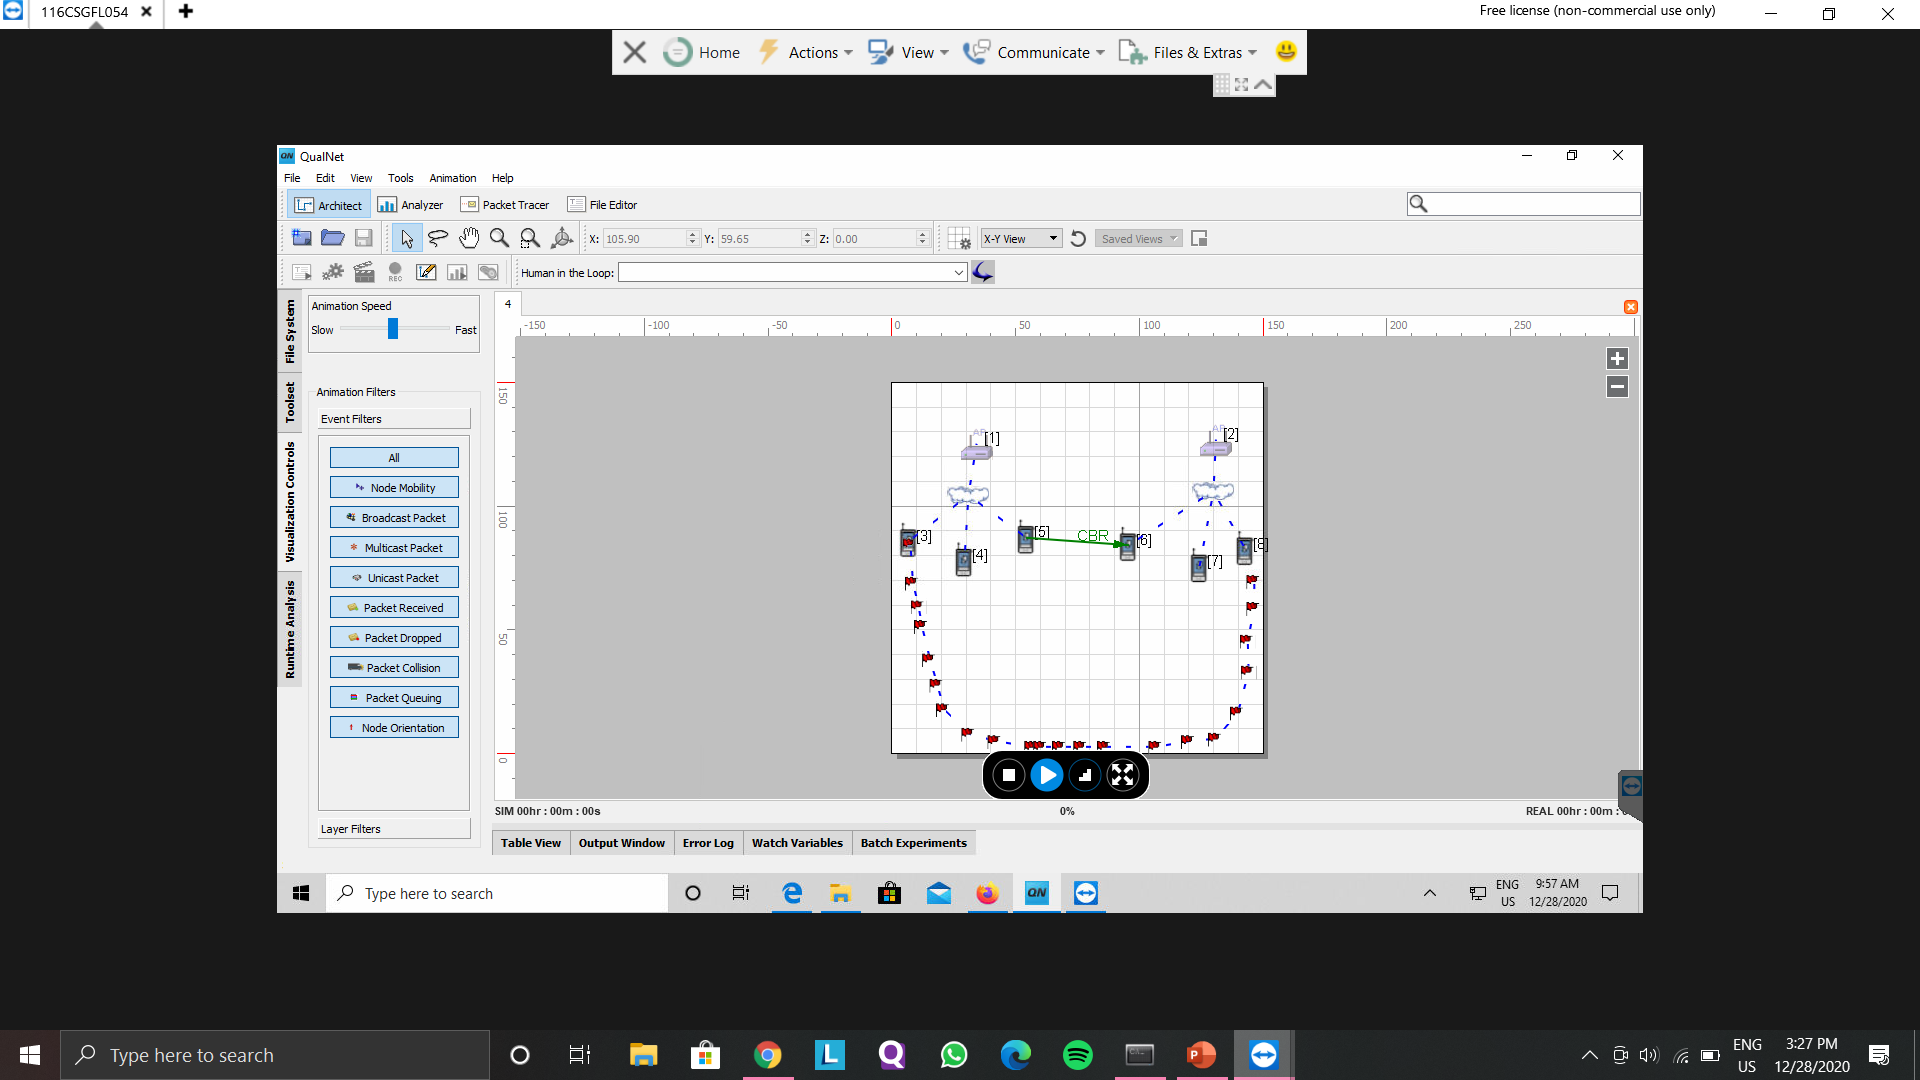 116CSGFL054
Free license (non-commercial use only)
Home Actions View Communicate Files & Extras
QN QualNet
File Edit View Tools Animation Help
Architect Analyzer Packet Tracer File Editor
X: 105.90 Y: 59.65 Z: 0.00 X-Y View Saved Views
REC Human in the Loop:
File System
Toolset
Visualization Controls
Runtime Analysis
Animation Speed
Slow Fast
Animation Filters
Event Filters
All
Node Mobility
Broadcast Packet
Multicast Packet
Unicast Packet
Packet Received
Packet Dropped
Packet Collision
Packet Queuing
Node Orientation
Layer Filters
4
-150 -100 -50 0 50 100 150 200 250
150
100
50
0
AP [1] AP [2]
[3] [4] [5] CBR [6] [7] [8]
SIM 00hr : 00m : 00s 0% REAL 00hr : 00m :
Table View Output Window Error Log Watch Variables Batch Experiments
Type here to search QN ENG US 9:57 AM 12/28/2020
Type here to search L Q P ENG US 3:27 PM 12/28/2020